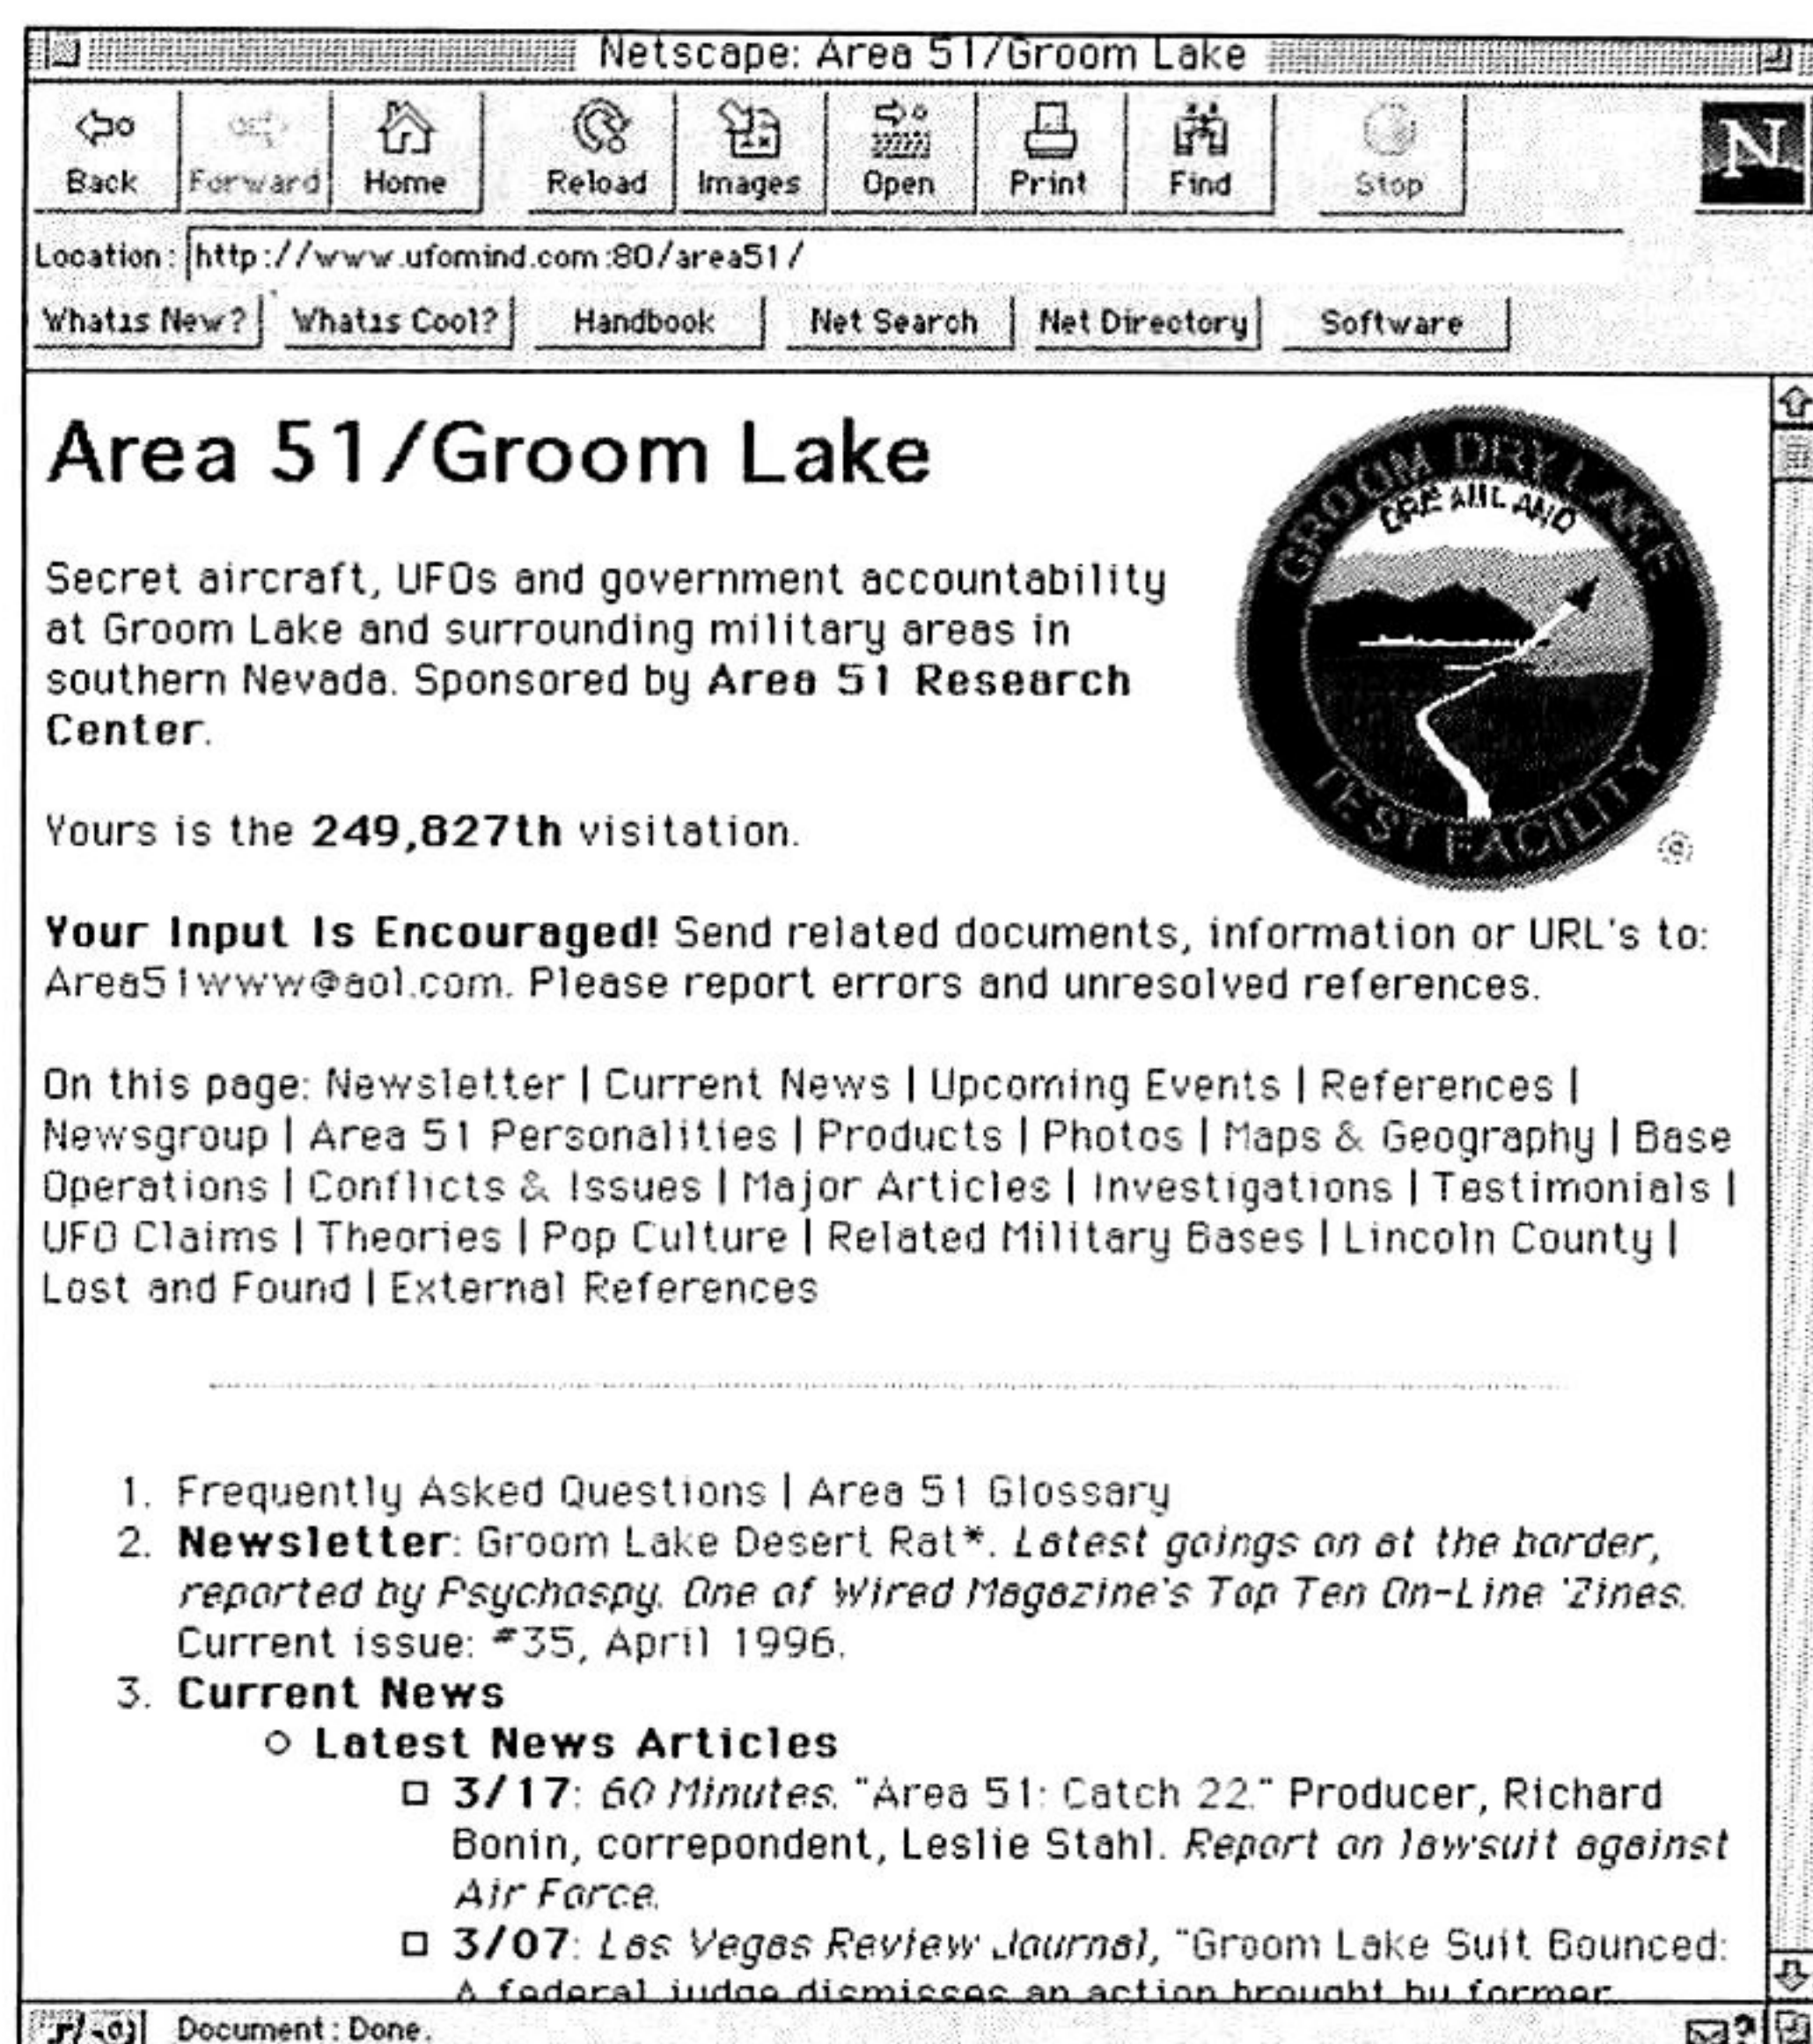 Netscape: Area 51/Groom Lake
Back Forward Home Reload Images Open Print Find Stop
N
Location: http://www.ufomind.com:80/area51/
Whatıs New? Whatıs Cool? Handbook Net Search Net Directory Software
Area 51/Groom Lake
GROOM DRY LAKE
DREAMLAND
TEST FACILITY
Secret aircraft, UFOs and government accountability
at Groom Lake and surrounding military areas in
southern Nevada. Sponsored by Area 51 Research
Center.
Yours is the 249,827th visitation.
Your Input Is Encouraged! Send related documents, information or URL's to:
Area51www@aol.com. Please report errors and unresolved references.
On this page: Newsletter | Current News | Upcoming Events | References |
Newsgroup | Area 51 Personalities | Products | Photos | Maps & Geography | Base
Operations | Conflicts & Issues | Major Articles | Investigations | Testimonials |
UFO Claims | Theories | Pop Culture | Related Military Bases | Lincoln County |
Lost and Found | External References
1. Frequently Asked Questions | Area 51 Glossary
2. Newsletter: Groom Lake Desert Rat*. Latest goings on at the border,
reported by Psychospy. One of Wired Magazine's Top Ten On-Line 'Zines.
Current issue: #35, April 1996.
3. Current News
Latest News Articles
3/17: 60 Minutes. "Area 51: Catch 22." Producer, Richard
Bonin, correpondent, Leslie Stahl. Report on lawsuit against
Air Force.
3/07: Las Vegas Review Journal, "Groom Lake Suit Bounced:
A federal judge dismisses an action brought by former
Document: Done.